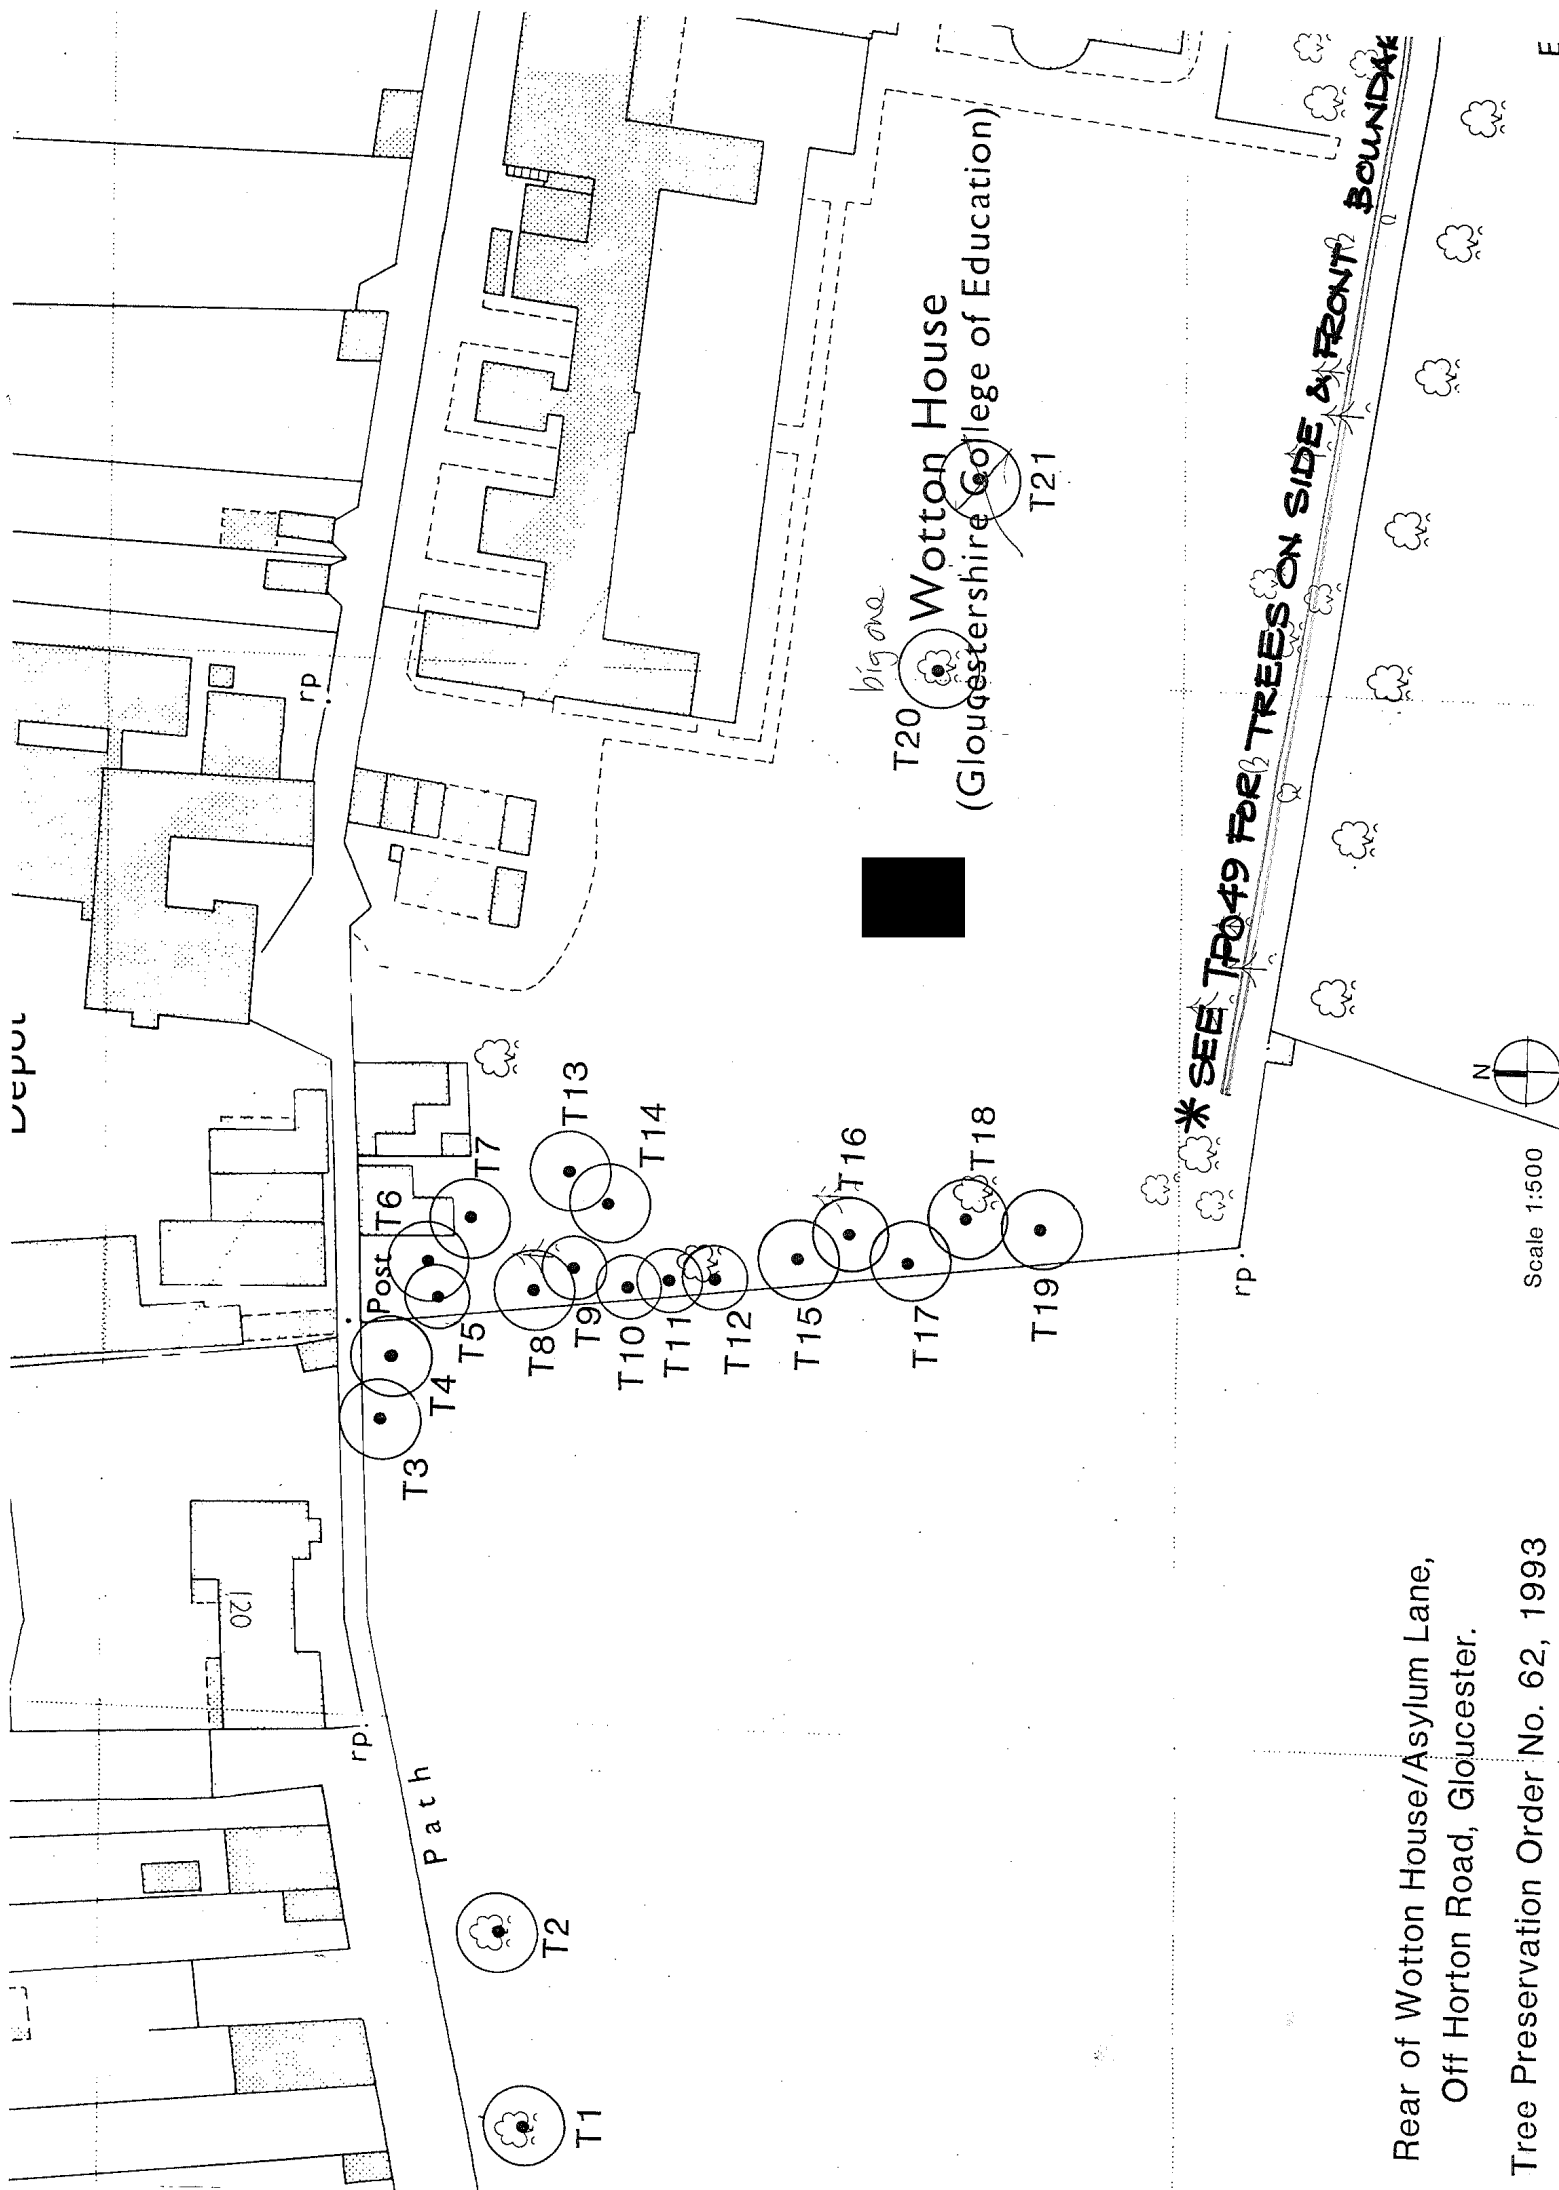 Depot
rp.
rp.
120
Path
Post
T1
T2
T3
T4
T5
T6
T7
T8
T9
T10
T11
T12
T13
T14
T15
T16
T17
T18
T19
T20
big one
T21
Wotton House
(Gloucestershire College of Education)
* SEE TPO49 FOR TREES ON SIDE & FRONT BOUNDAR
rp.
N
Scale 1:500
E
Rear of Wotton House/Asylum Lane,
Off Horton Road, Gloucester.
Tree Preservation Order No. 62, 1993